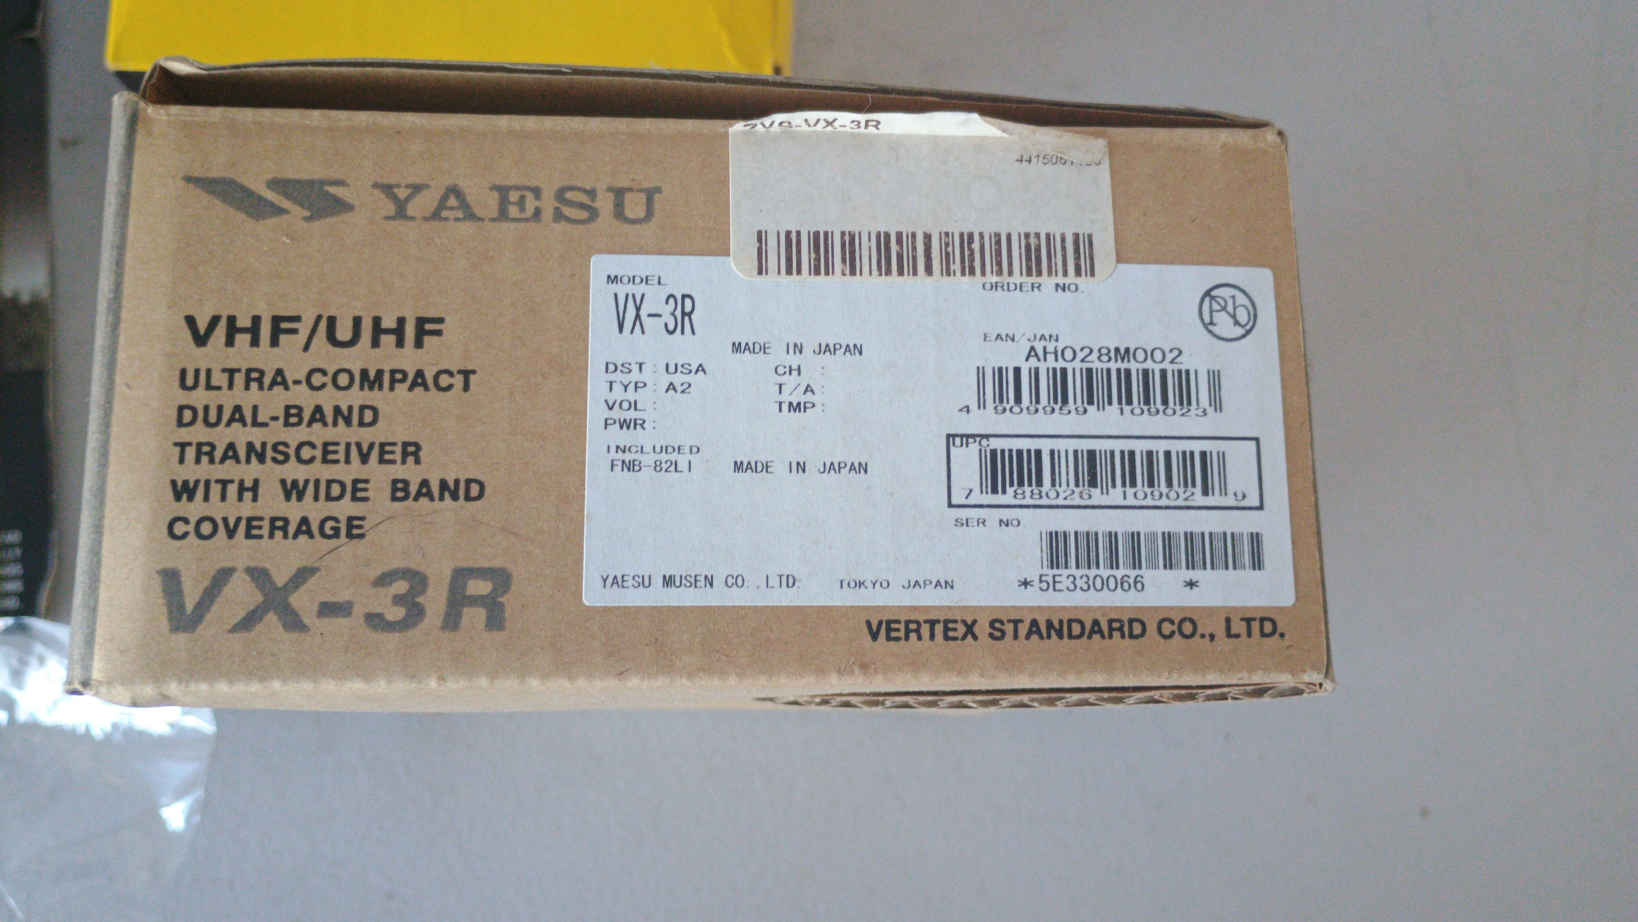 YAESU
VHF/UHF
ULTRA-COMPACT
DUAL-BAND
TRANSCEIVER
WITH WIDE BAND
COVERAGE
VX-3R
VX-3R
MODEL
VX-3R
MADE IN JAPAN
DST : USA CH :
TYP : A2 T/A :
VOL : TMP :
PWR :
INCLUDED
FNB-82LI MADE IN JAPAN
YAESU MUSEN CO.,LTD. TOKYO JAPAN
ORDER NO.
Pb
EAN/JAN
AH028M002
4 909959 109023
UPC
7 88026 10902 9
SER NO
*5E330066 *
VERTEX STANDARD CO., LTD.